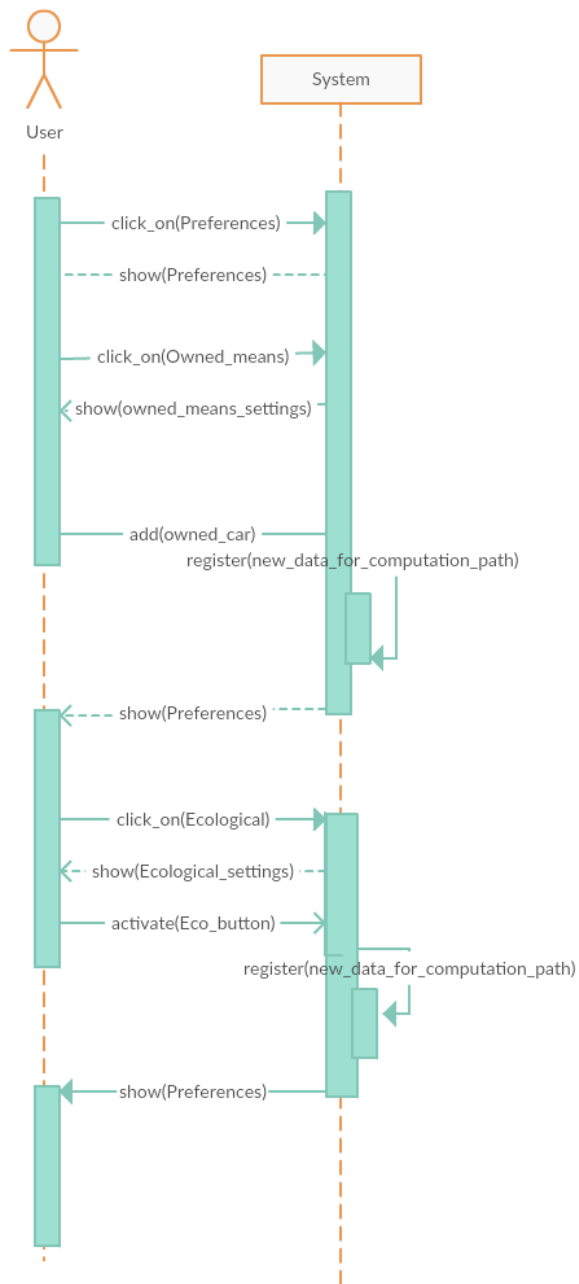 User
System
click_on(Preferences)
show(Preferences)
click_on(Owned_means)
show(owned_means_settings)
add(owned_car)
register(new_data_for_computation_path)
show(Preferences)
click_on(Ecological)
show(Ecological_settings)
activate(Eco_button)
register(new_data_for_computation_path)
show(Preferences)